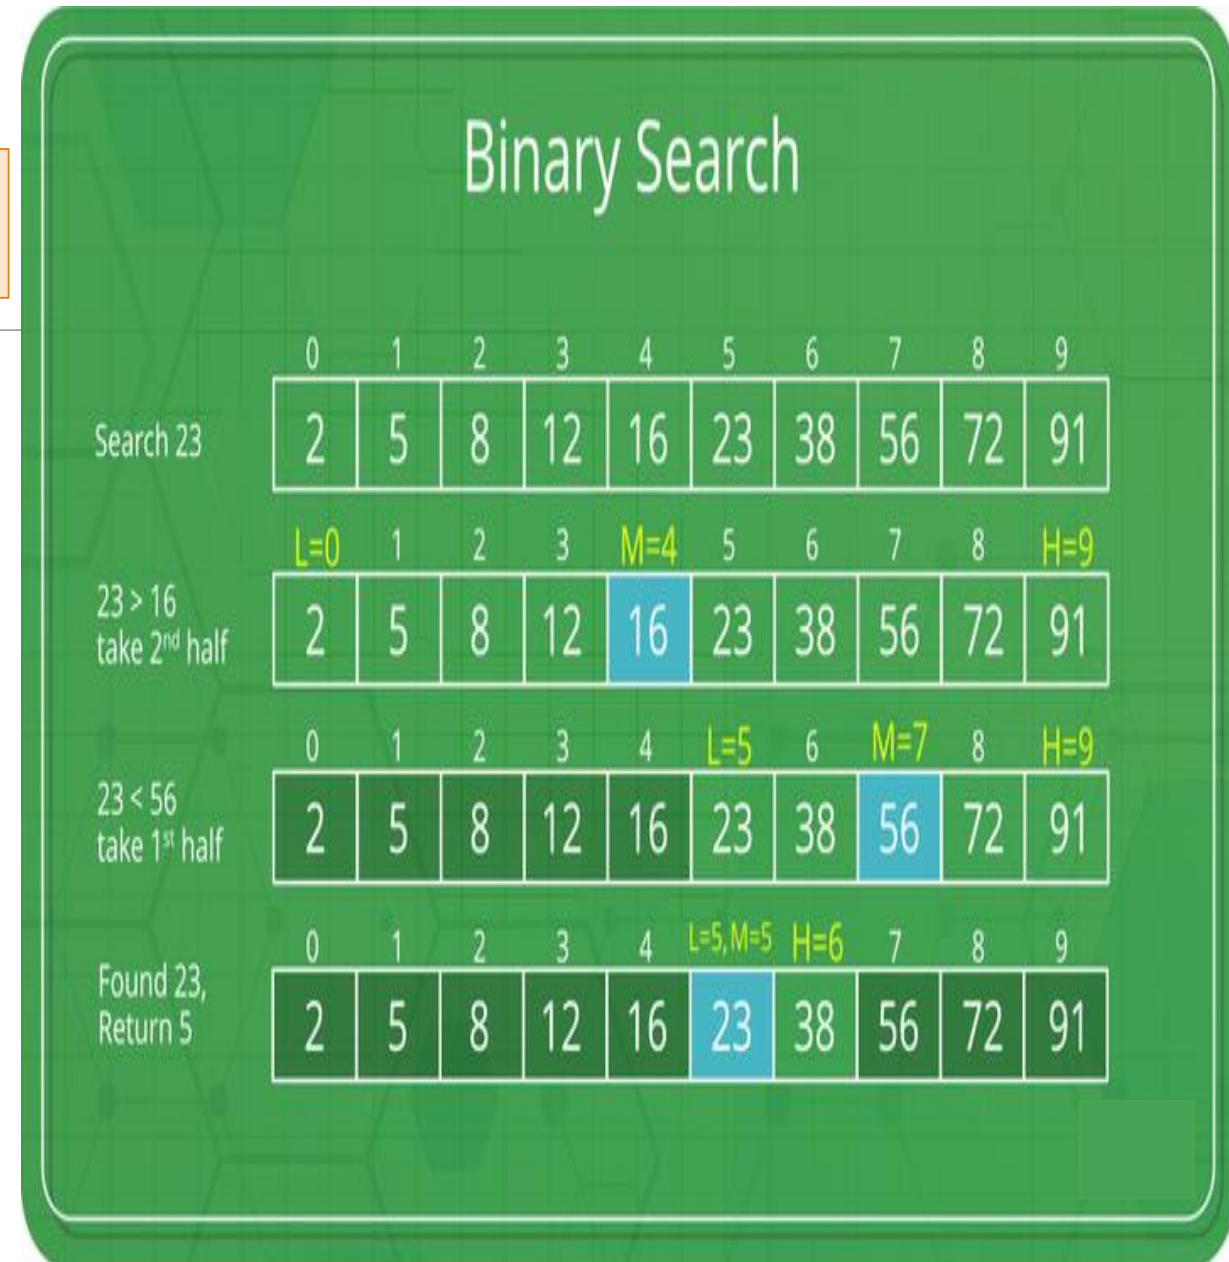 Binary Search
0 1 2 3 4 5 6 7 8 9
Search 23
2 5 8 12 16 23 38 56 72 91
L=0 1 2 3 M=4 5 6 7 8 H=9
23 > 16
take 2nd half
2 5 8 12 16 23 38 56 72 91
0 1 2 3 4 L=5 6 M=7 8 H=9
23 < 56
take 1st half
2 5 8 12 16 23 38 56 72 91
0 1 2 3 4 L=5, M=5 H=6 7 8 9
Found 23,
Return 5
2 5 8 12 16 23 38 56 72 91